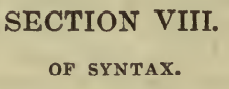 SECTION VIII.
OF SYNTAX.